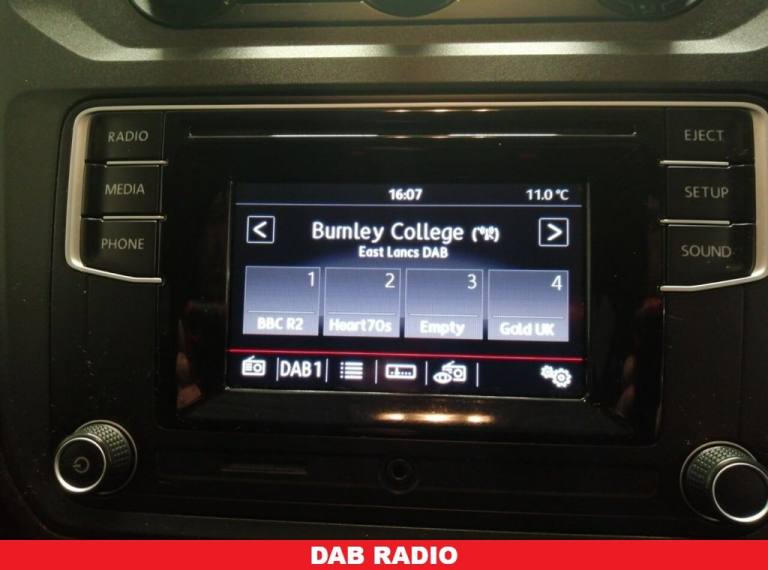 RADIO
MEDIA
PHONE
EJECT
SETUP
SOUND
16:07 11.0 °C
< Burnley College >
East Lancs DAB
1 2 3 4
BBC R2 Heart70s Empty Gold UK
DAB1
DAB RADIO